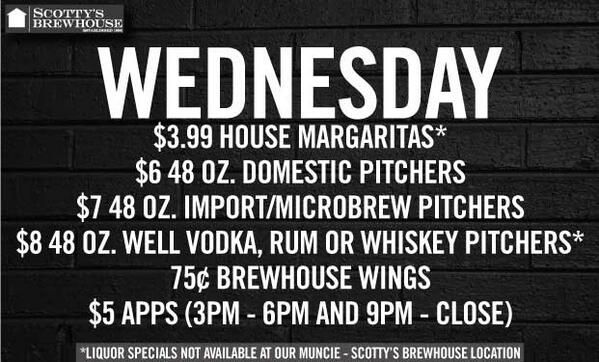 SCOTTY'S
BREWHOUSE
WEDNESDAY
$3.99 HOUSE MARGARITAS*
$6 48 OZ. DOMESTIC PITCHERS
$7 48 OZ. IMPORT/MICROBREW PITCHERS
$8 48 OZ. WELL VODKA, RUM OR WHISKEY PITCHERS*
75¢ BREWHOUSE WINGS
$5 APPS (3PM - 6PM AND 9PM - CLOSE)
*LIQUOR SPECIALS NOT AVAILABLE AT OUR MUNCIE - SCOTTY'S BREWHOUSE LOCATION